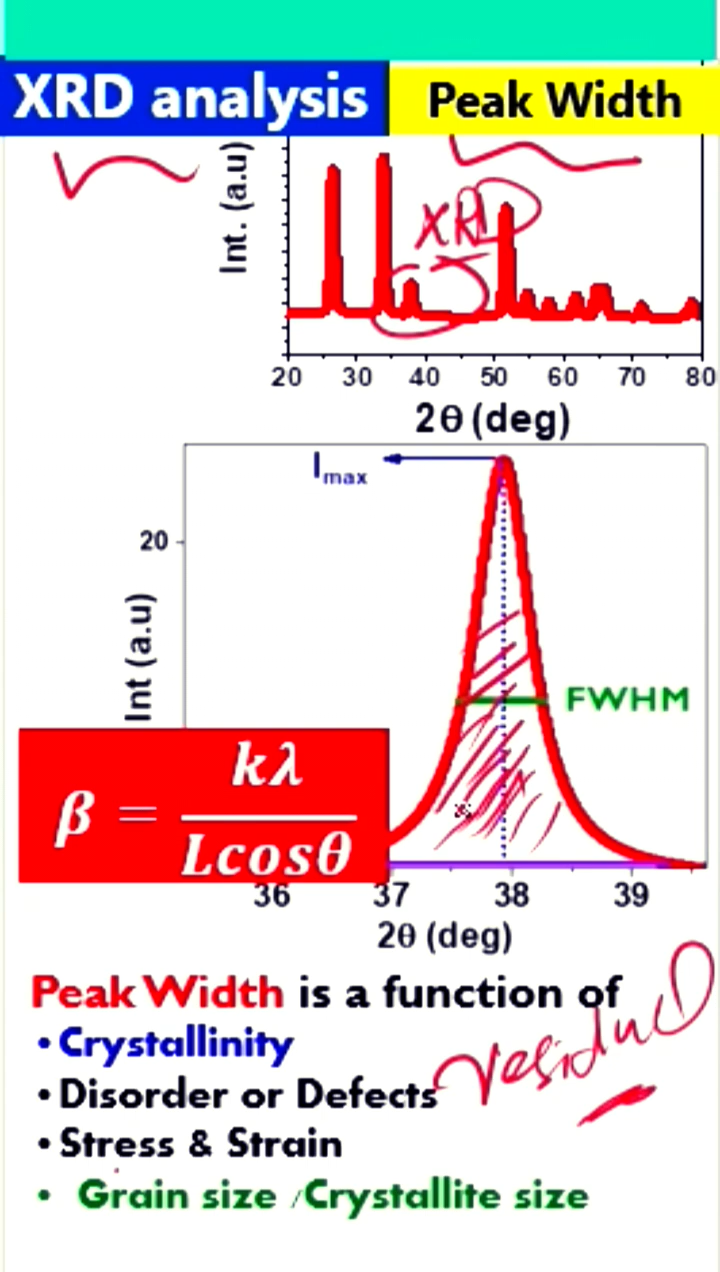 XRD analysis Peak Width
Int. (a.u)
XRD
20 30 40 50 60 70 80
2θ (deg)
Imax
20
Int (a.u)
FWHM
β = kλ / Lcosθ
36 37 38 39
2θ (deg)
Peak Width is a function of
• Crystallinity
• Disorder or Defects
• Stress & Strain
• Grain size /Crystallite size